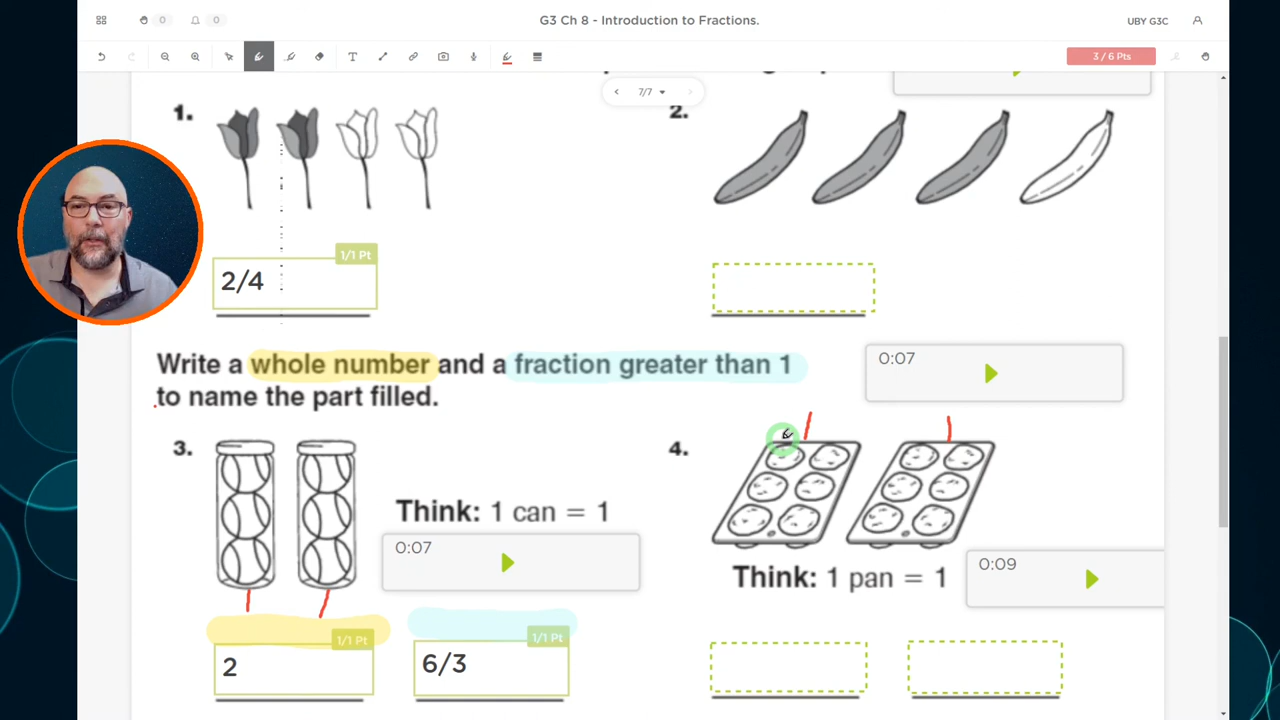 0
0
G3 Ch 8 - Introduction to Fractions.
UBY G3C
T
3 / 6 Pts
7/7
1.
2.
1/1 Pt
2/4
Write a whole number and a fraction greater than 1
to name the part filled.
0:07
3.
4.
Think: 1 can = 1
0:07
Think: 1 pan = 1
0:09
1/1 Pt
2
1/1 Pt
6/3